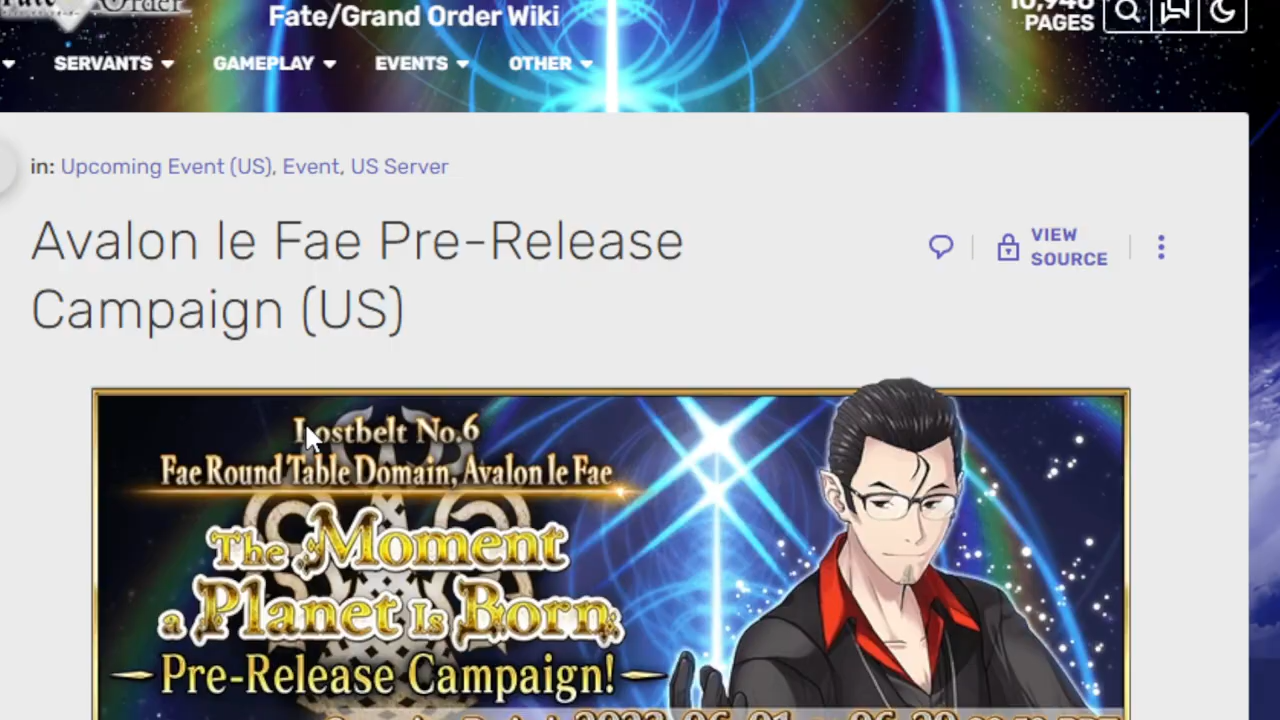 Order
Fate/Grand Order Wiki
PAGES
SERVANTS
GAMEPLAY
EVENTS
OTHER
in: Upcoming Event (US), Event, US Server
Avalon le Fae Pre-Release
Campaign (US)
VIEW
SOURCE
Lostbelt No.6
Fae Round Table Domain, Avalon le Fae
The Moment
a Planet Is Born
Pre-Release Campaign!